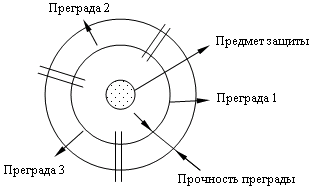 Преграда 2
Предмет защиты
Преграда 1
Преграда 3
Прочность преграды